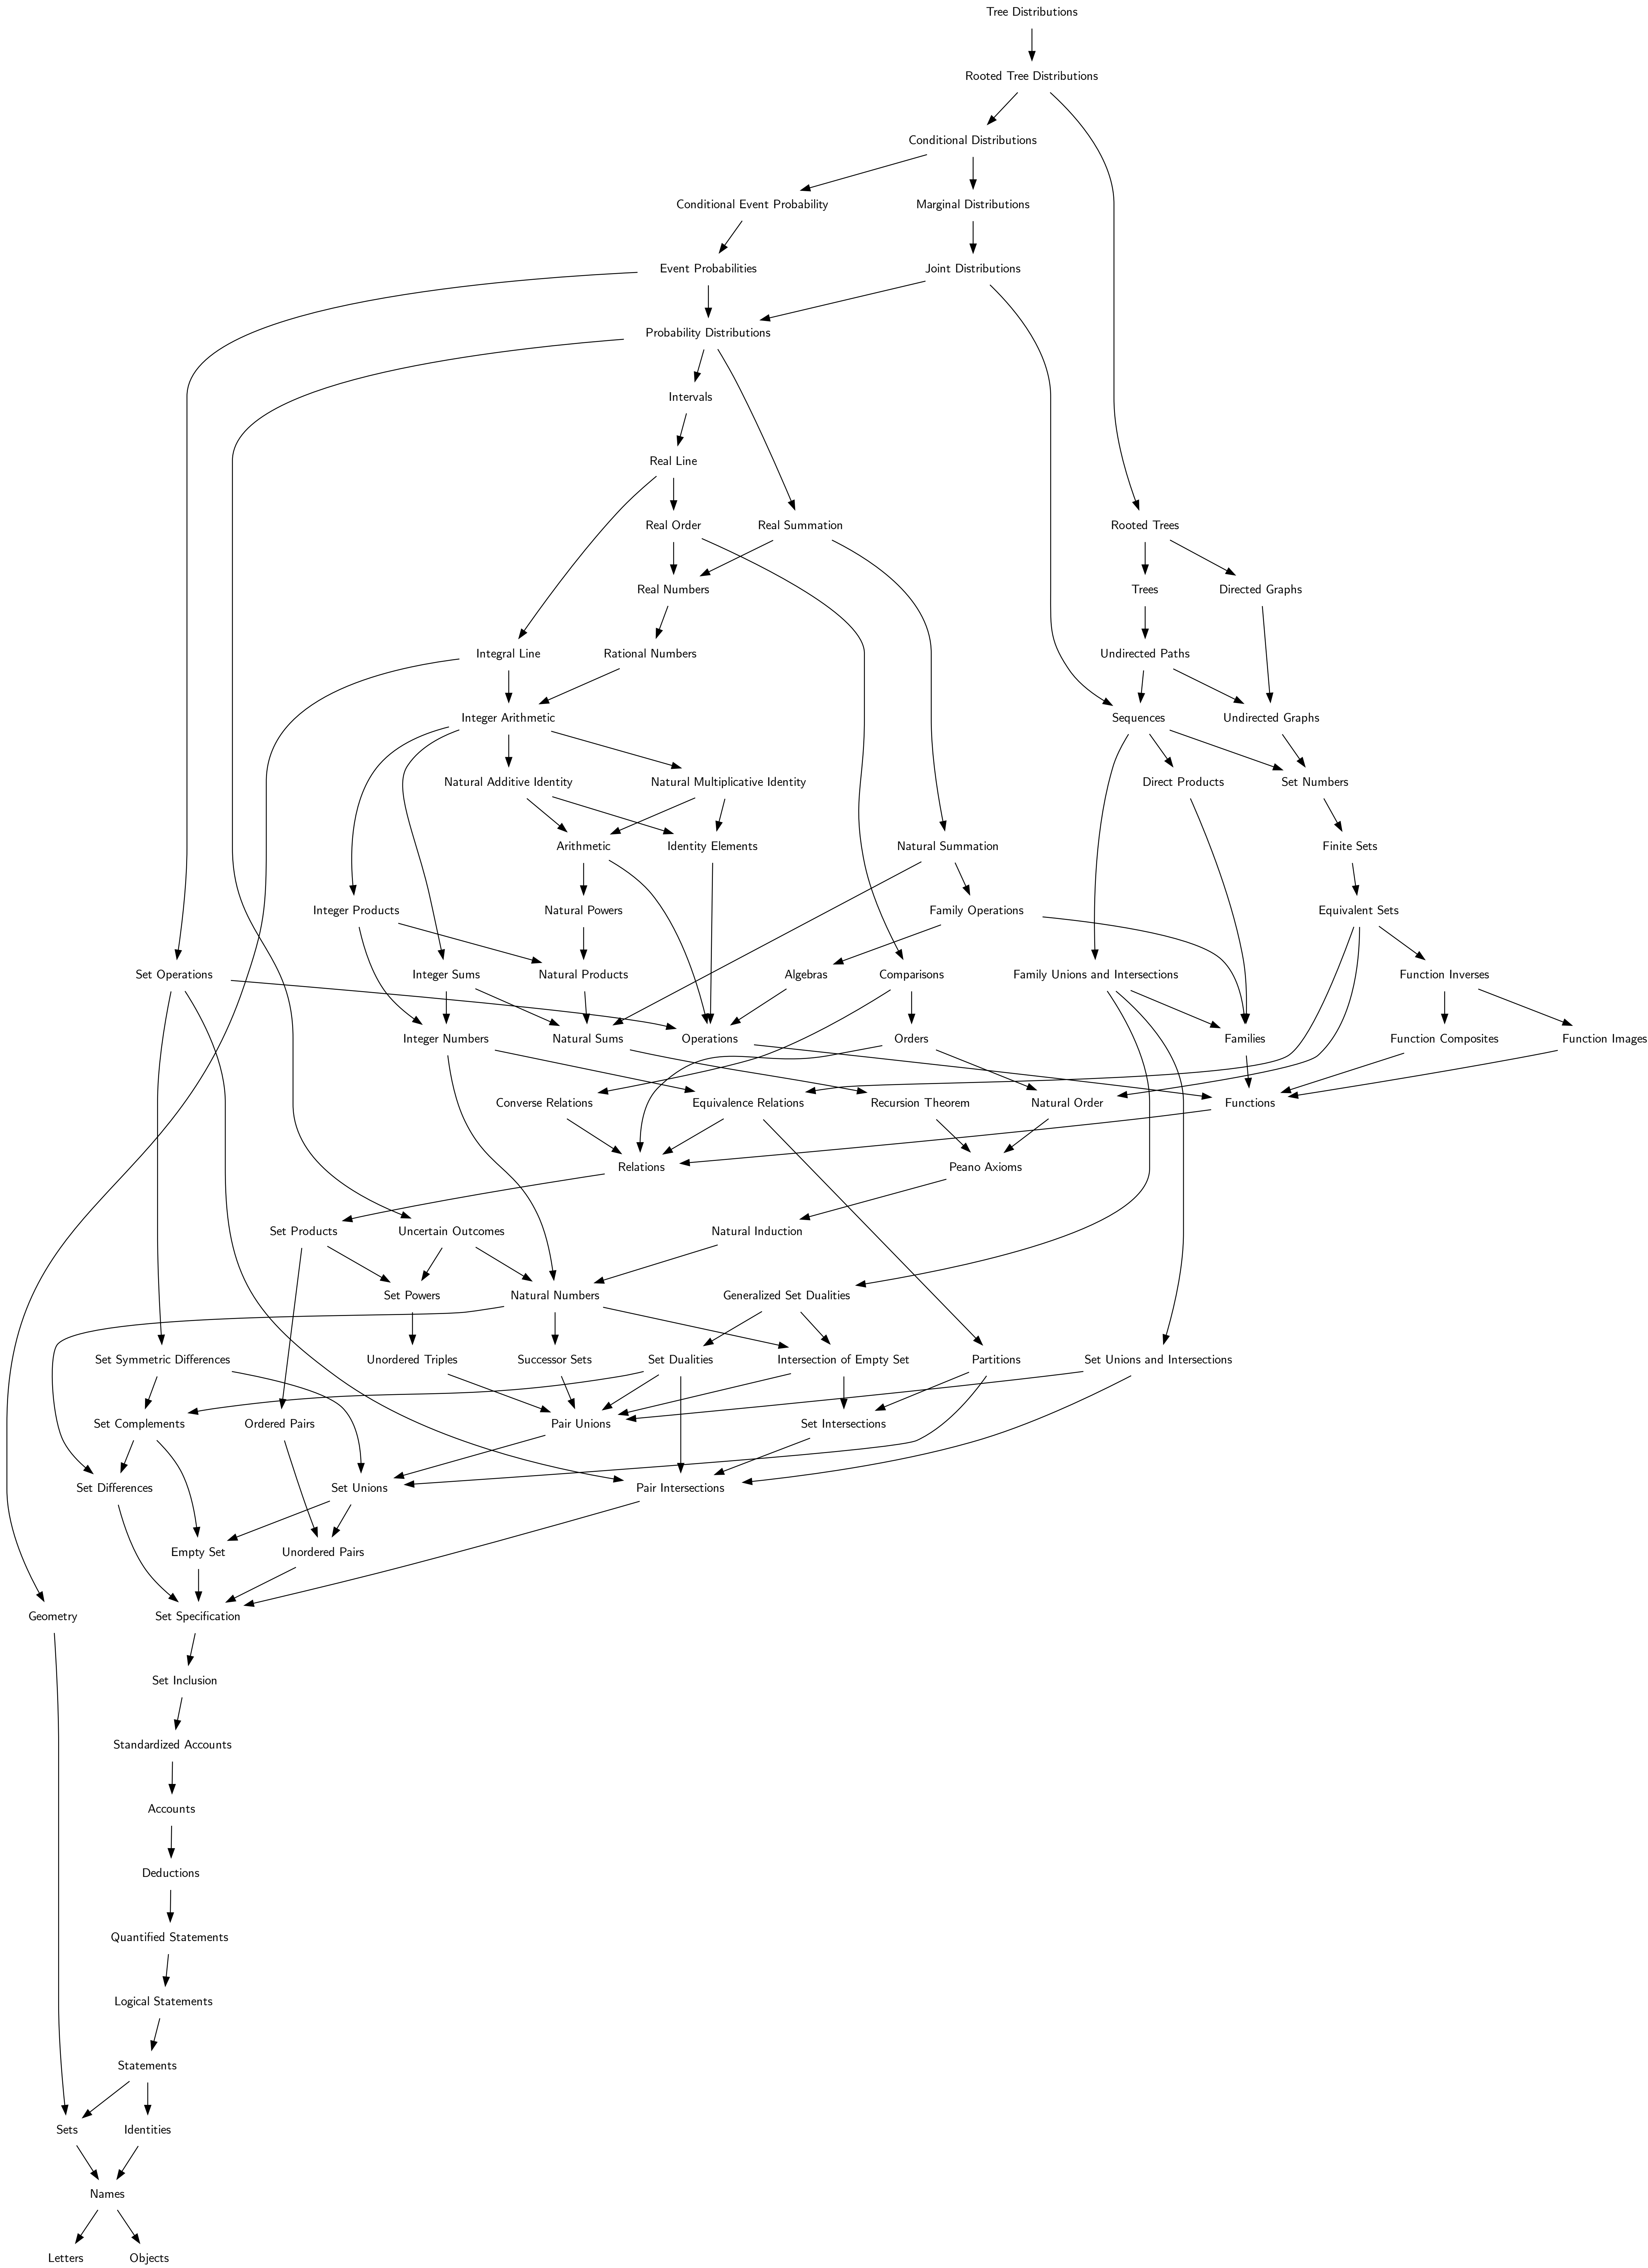 Tree Distributions
Rooted Tree Distributions
Conditional Distributions
Conditional Event Probability
Marginal Distributions
Event Probabilities
Joint Distributions
Probability Distributions
Intervals
Real Line
Real Order
Real Summation
Rooted Trees
Real Numbers
Trees
Directed Graphs
Integral Line
Rational Numbers
Undirected Paths
Integer Arithmetic
Sequences
Undirected Graphs
Natural Additive Identity
Natural Multiplicative Identity
Direct Products
Set Numbers
Arithmetic
Identity Elements
Natural Summation
Finite Sets
Integer Products
Natural Powers
Family Operations
Equivalent Sets
Set Operations
Integer Sums
Natural Products
Algebras
Comparisons
Family Unions and Intersections
Function Inverses
Integer Numbers
Natural Sums
Operations
Orders
Families
Function Composites
Function Images
Converse Relations
Equivalence Relations
Recursion Theorem
Natural Order
Functions
Relations
Peano Axioms
Set Products
Uncertain Outcomes
Natural Induction
Set Powers
Natural Numbers
Generalized Set Dualities
Set Symmetric Differences
Unordered Triples
Successor Sets
Set Dualities
Intersection of Empty Set
Partitions
Set Unions and Intersections
Set Complements
Ordered Pairs
Pair Unions
Set Intersections
Set Differences
Set Unions
Pair Intersections
Empty Set
Unordered Pairs
Geometry
Set Specification
Set Inclusion
Standardized Accounts
Accounts
Deductions
Quantified Statements
Logical Statements
Statements
Sets
Identities
Names
Letters
Objects